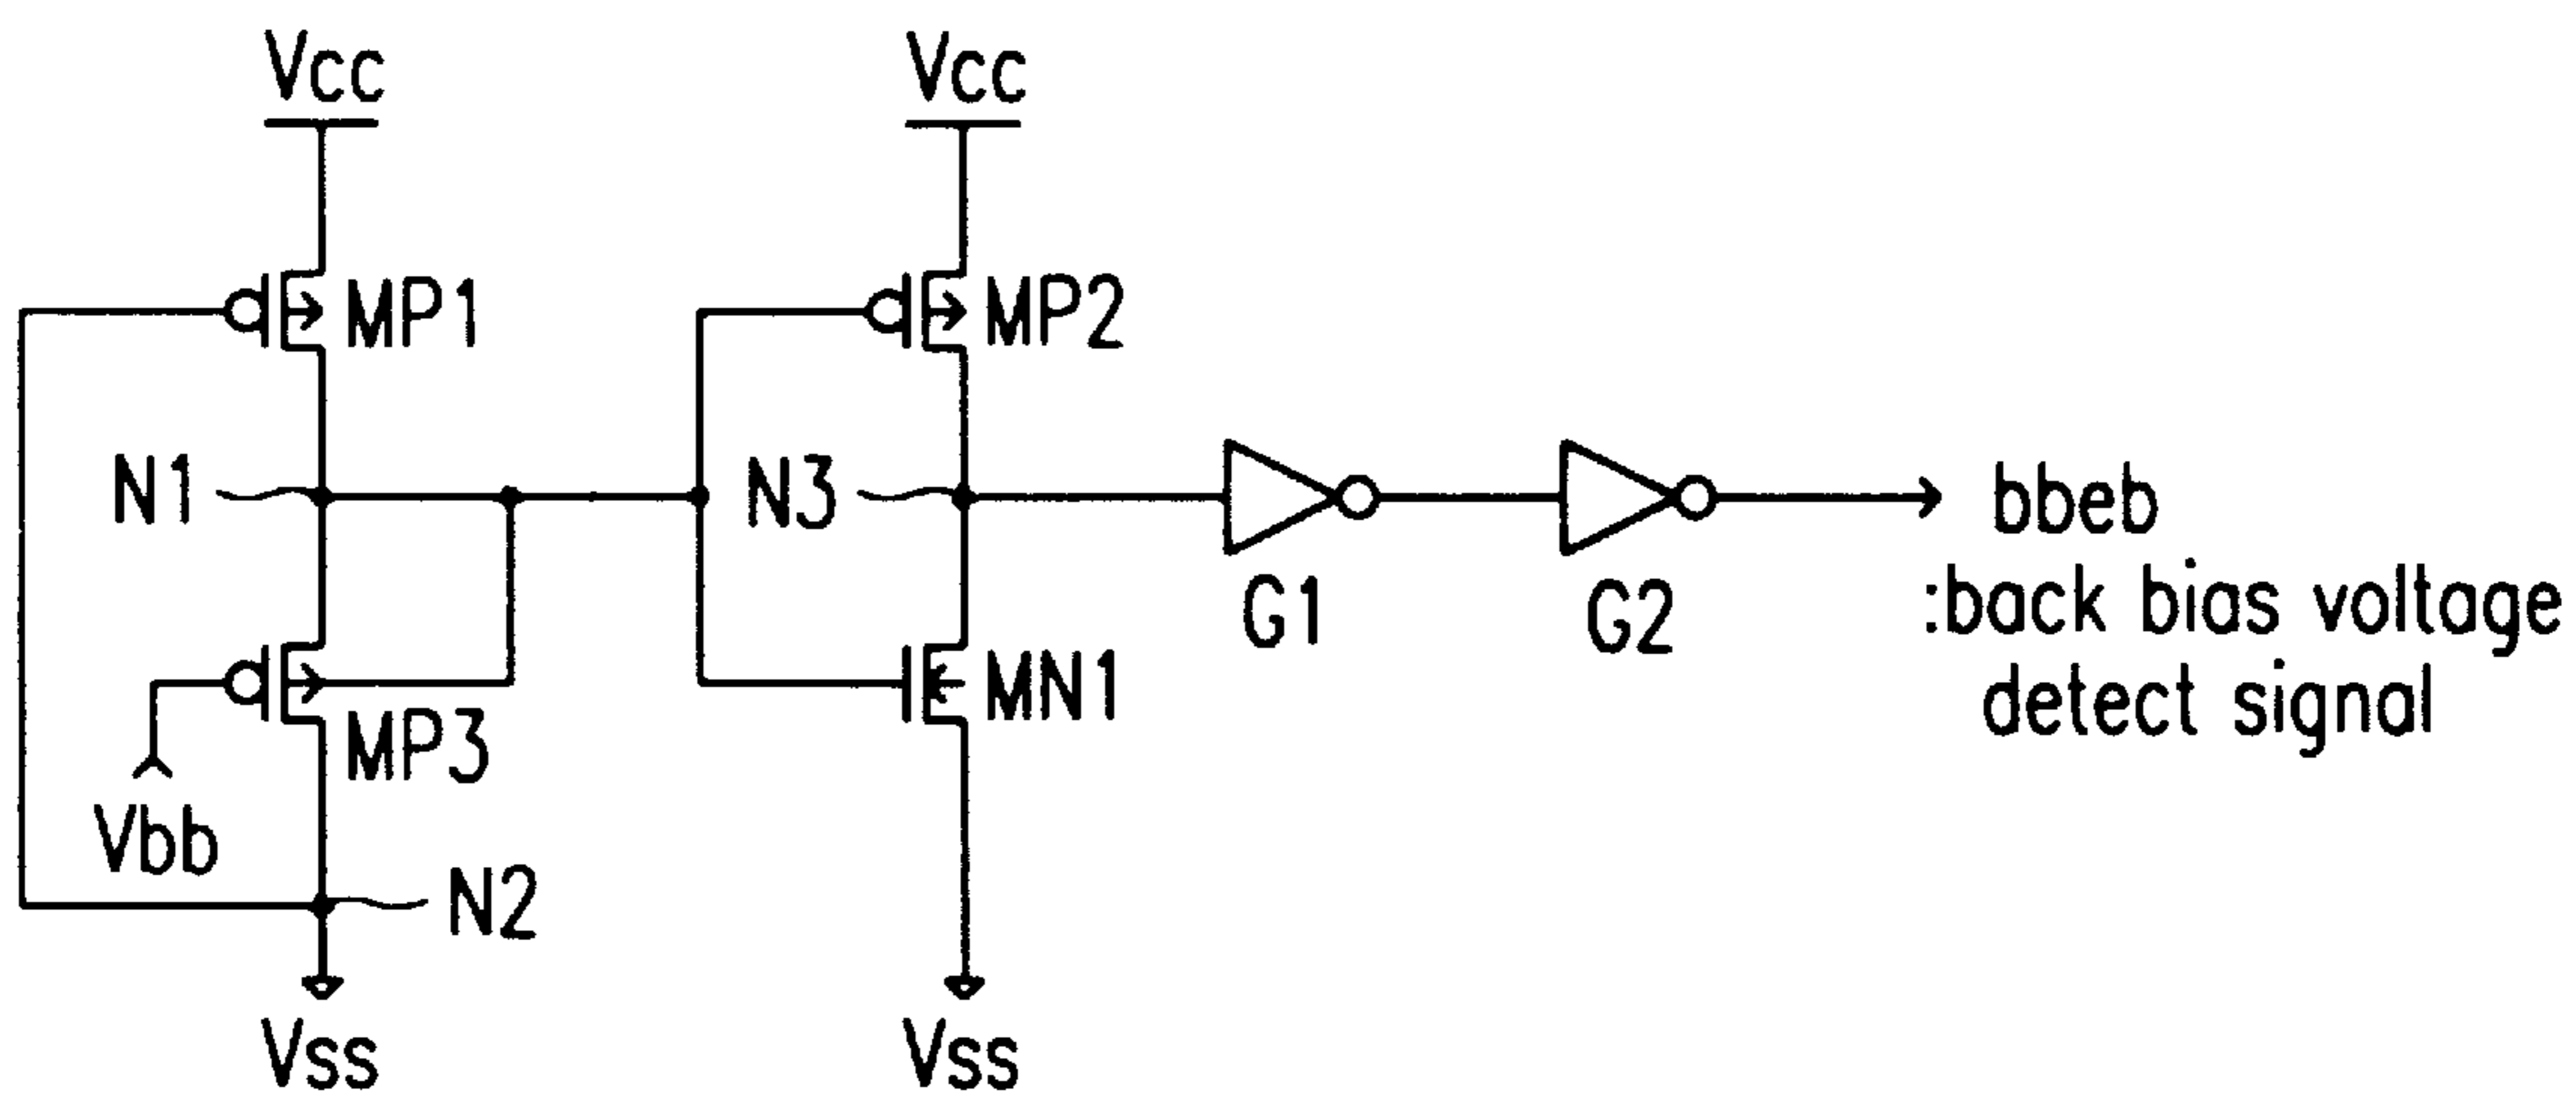 Vcc
Vcc
MP1
MP2
N1
N3
bbeb
G1
G2
:back bias voltage
detect signal
MN1
MP3
Vbb
N2
Vss
Vss